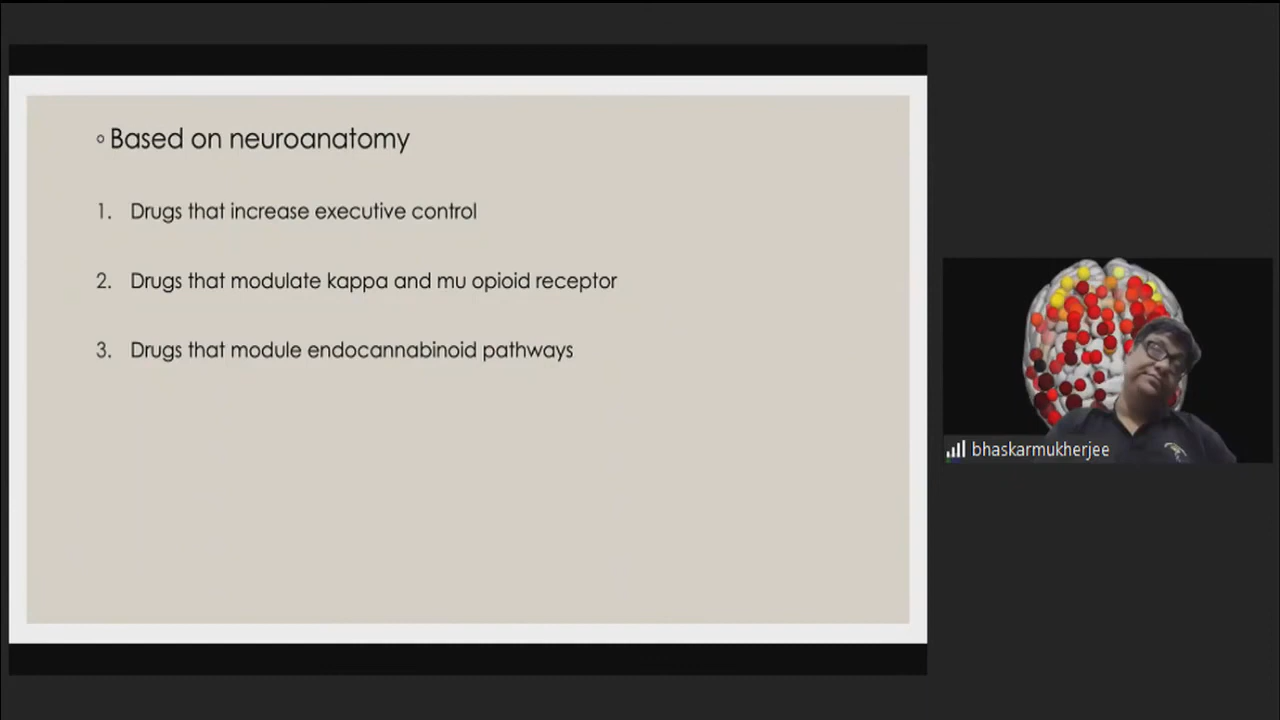 Based on neuroanatomy
1. Drugs that increase executive control
2. Drugs that modulate kappa and mu opioid receptor
3. Drugs that module endocannabinoid pathways
bhaskarmukherjee